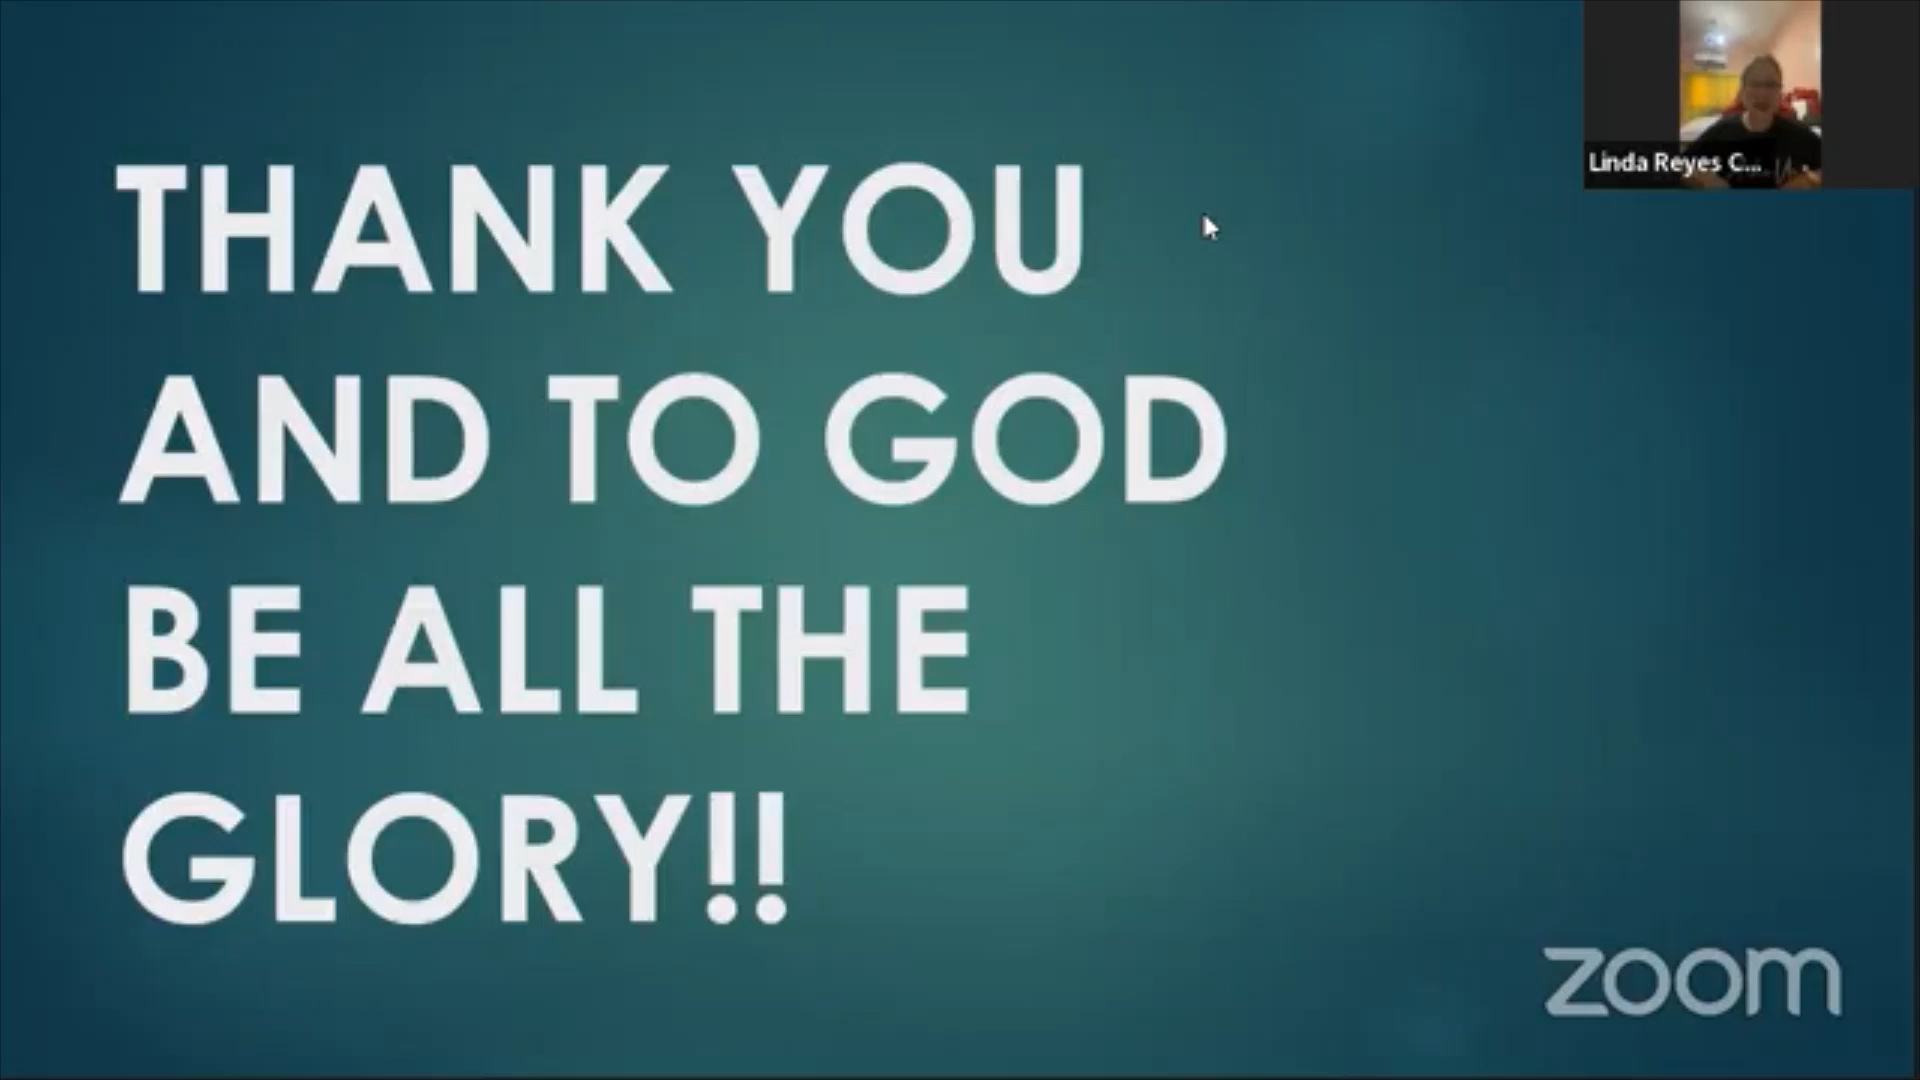 Linda Reyes C...
THANK YOU
AND TO GOD
BE ALL THE
GLORY!!
zoom